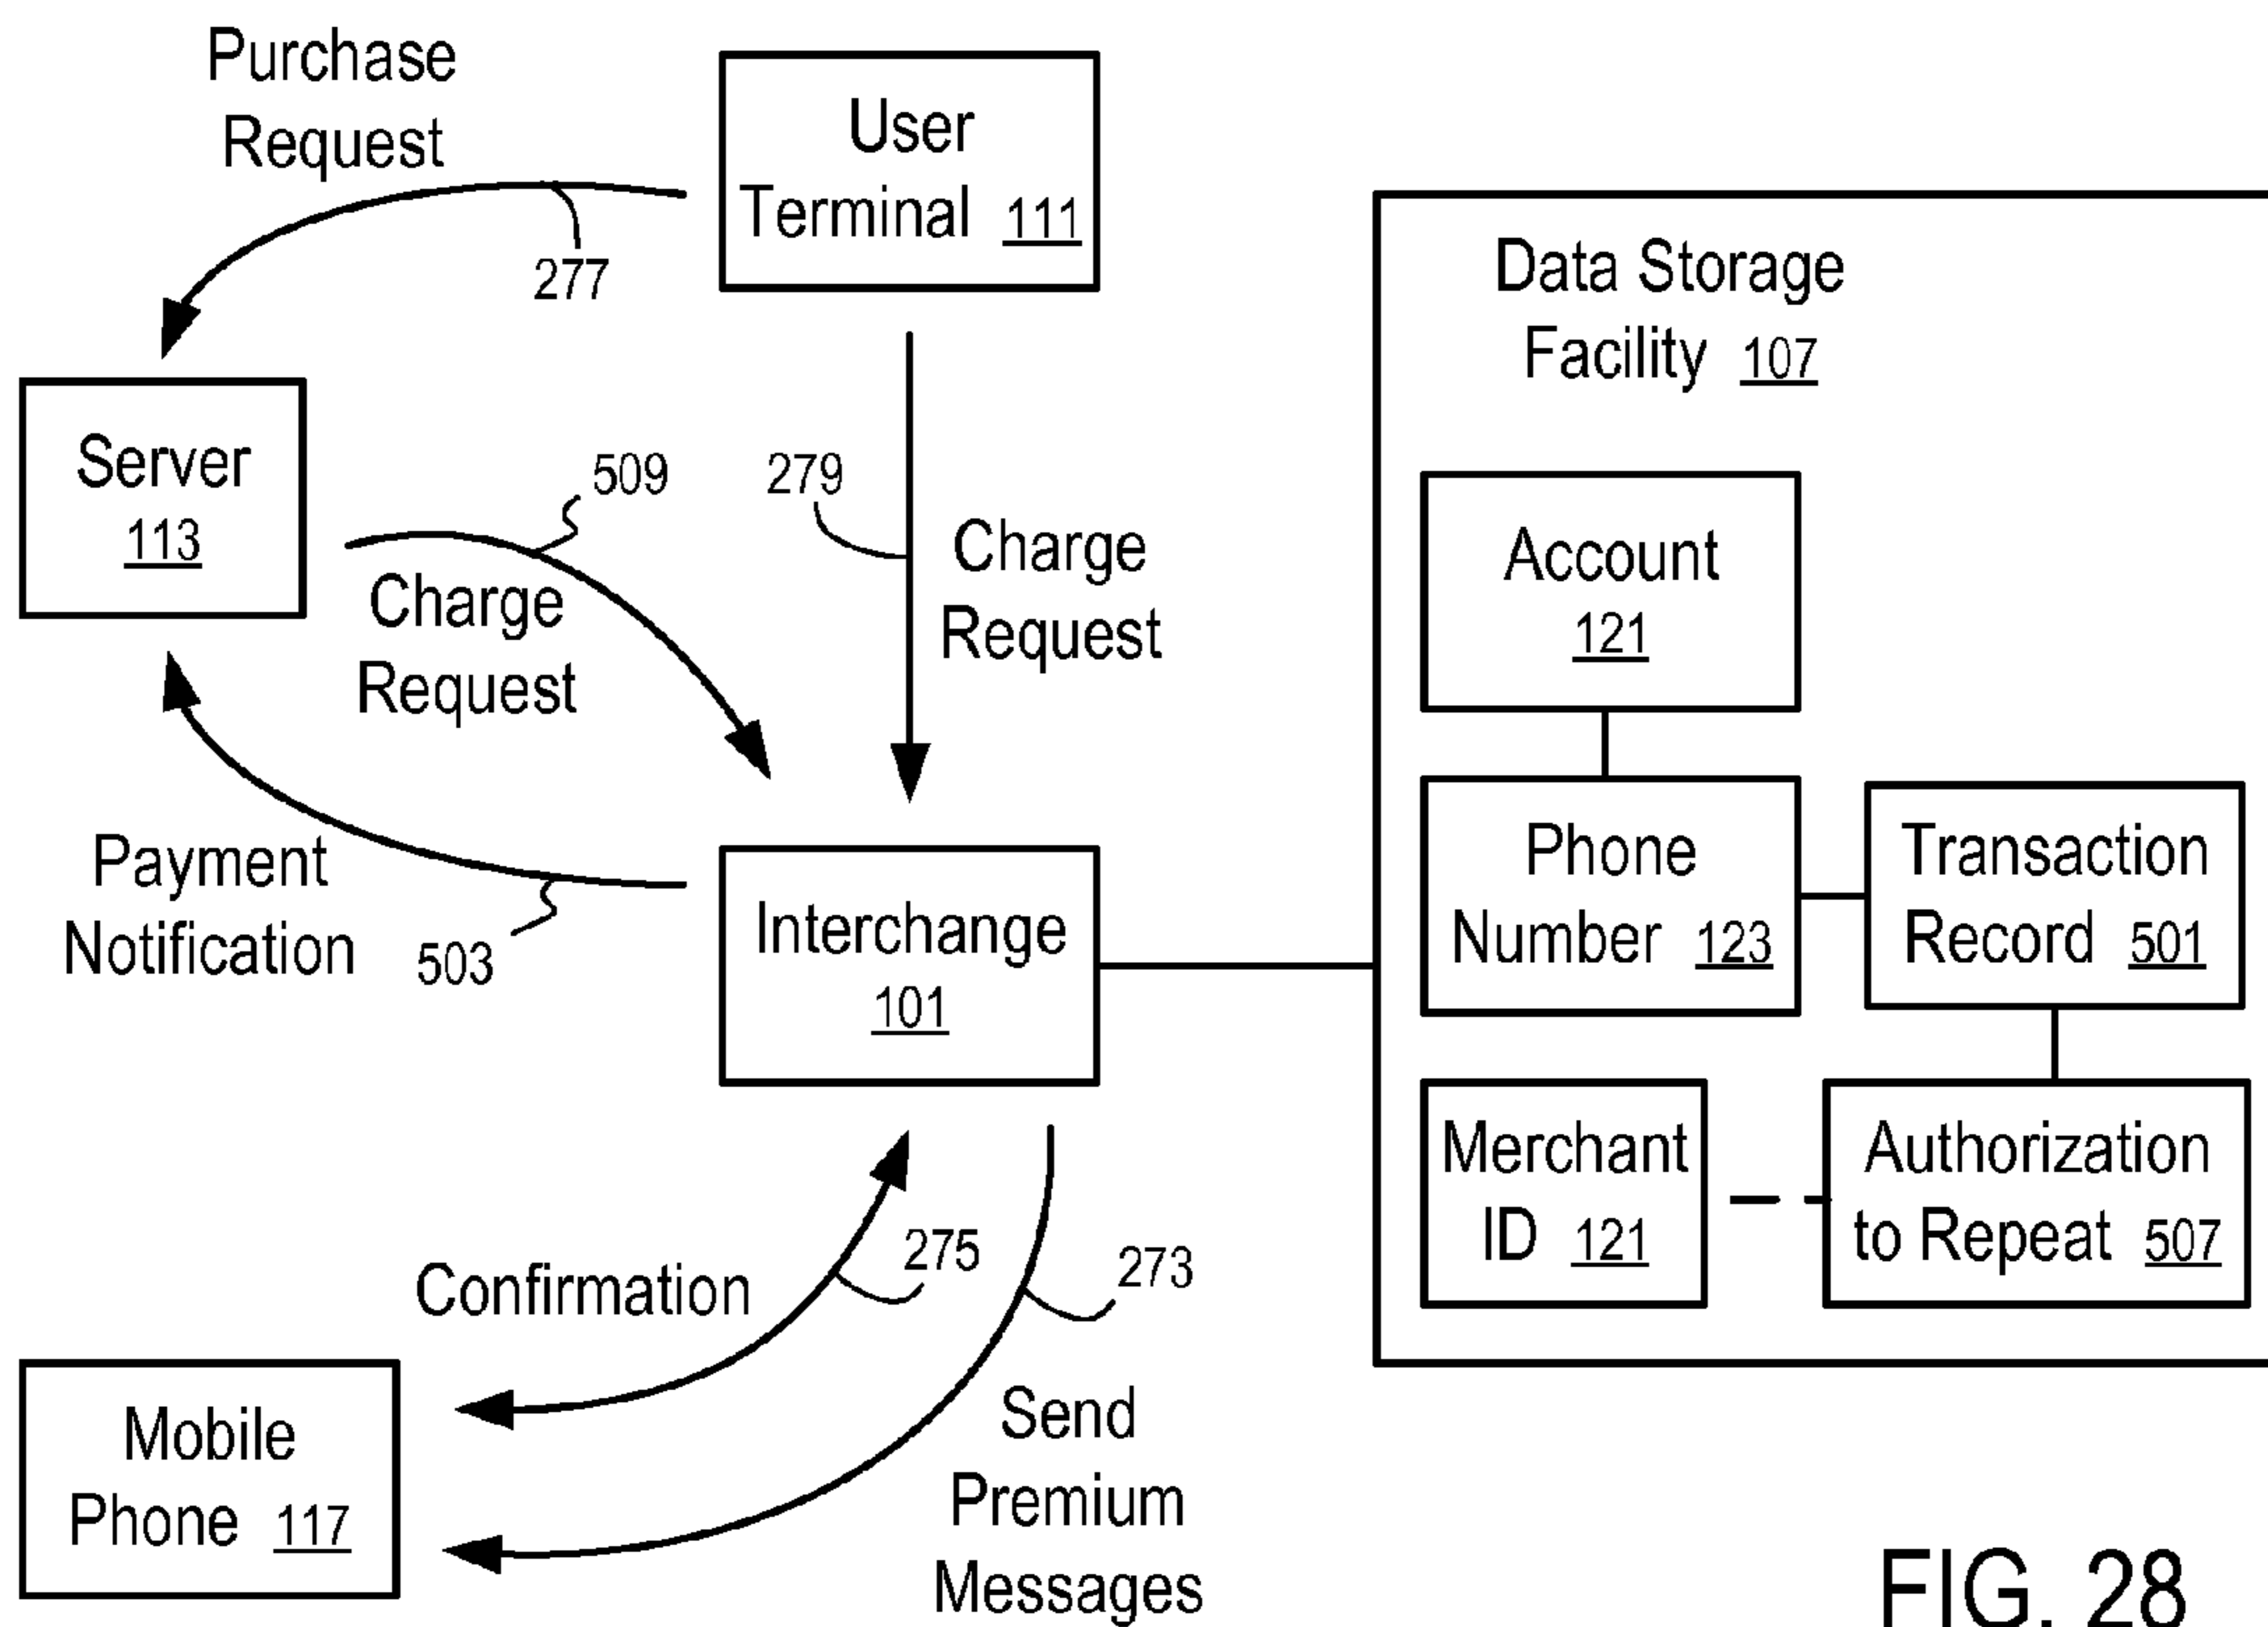 Purchase
Request
277
User
Terminal 111
Data Storage
Facility 107
Server
113
509
Charge
Request
279
Charge
Request
Account
121
Phone
Number 123
Transaction
Record 501
Payment
Notification
503
Interchange
101
Merchant
ID 121
Authorization
to Repeat 507
Confirmation
275
273
Mobile
Phone 117
Send
Premium
Messages
FIG. 28